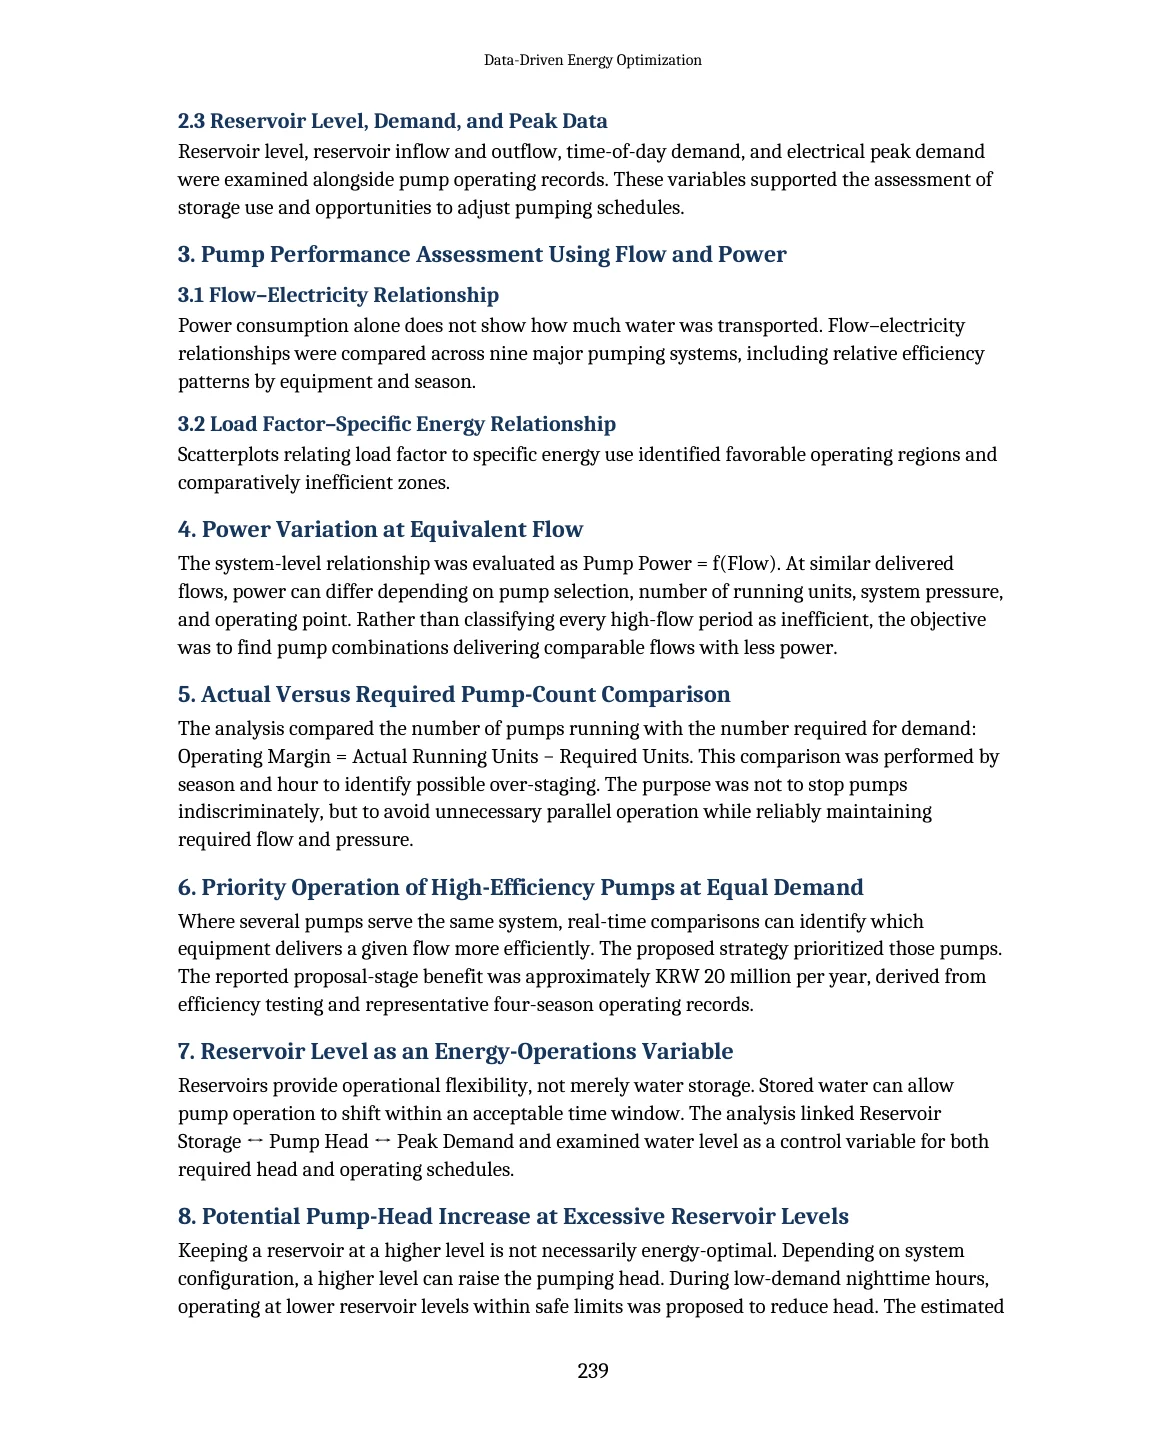 Data-Driven Energy Optimization
2.3 Reservoir Level, Demand, and Peak Data
Reservoir level, reservoir inflow and outflow, time-of-day demand, and electrical peak demand
were examined alongside pump operating records. These variables supported the assessment of
storage use and opportunities to adjust pumping schedules.
3. Pump Performance Assessment Using Flow and Power
3.1 Flow–Electricity Relationship
Power consumption alone does not show how much water was transported. Flow–electricity
relationships were compared across nine major pumping systems, including relative efficiency
patterns by equipment and season.
3.2 Load Factor–Specific Energy Relationship
Scatterplots relating load factor to specific energy use identified favorable operating regions and
comparatively inefficient zones.
4. Power Variation at Equivalent Flow
The system-level relationship was evaluated as Pump Power = f(Flow). At similar delivered
flows, power can differ depending on pump selection, number of running units, system pressure,
and operating point. Rather than classifying every high-flow period as inefficient, the objective
was to find pump combinations delivering comparable flows with less power.
5. Actual Versus Required Pump-Count Comparison
The analysis compared the number of pumps running with the number required for demand:
Operating Margin = Actual Running Units − Required Units. This comparison was performed by
season and hour to identify possible over-staging. The purpose was not to stop pumps
indiscriminately, but to avoid unnecessary parallel operation while reliably maintaining
required flow and pressure.
6. Priority Operation of High-Efficiency Pumps at Equal Demand
Where several pumps serve the same system, real-time comparisons can identify which
equipment delivers a given flow more efficiently. The proposed strategy prioritized those pumps.
The reported proposal-stage benefit was approximately KRW 20 million per year, derived from
efficiency testing and representative four-season operating records.
7. Reservoir Level as an Energy-Operations Variable
Reservoirs provide operational flexibility, not merely water storage. Stored water can allow
pump operation to shift within an acceptable time window. The analysis linked Reservoir
Storage ↔ Pump Head ↔ Peak Demand and examined water level as a control variable for both
required head and operating schedules.
8. Potential Pump-Head Increase at Excessive Reservoir Levels
Keeping a reservoir at a higher level is not necessarily energy-optimal. Depending on system
configuration, a higher level can raise the pumping head. During low-demand nighttime hours,
operating at lower reservoir levels within safe limits was proposed to reduce head. The estimated
239